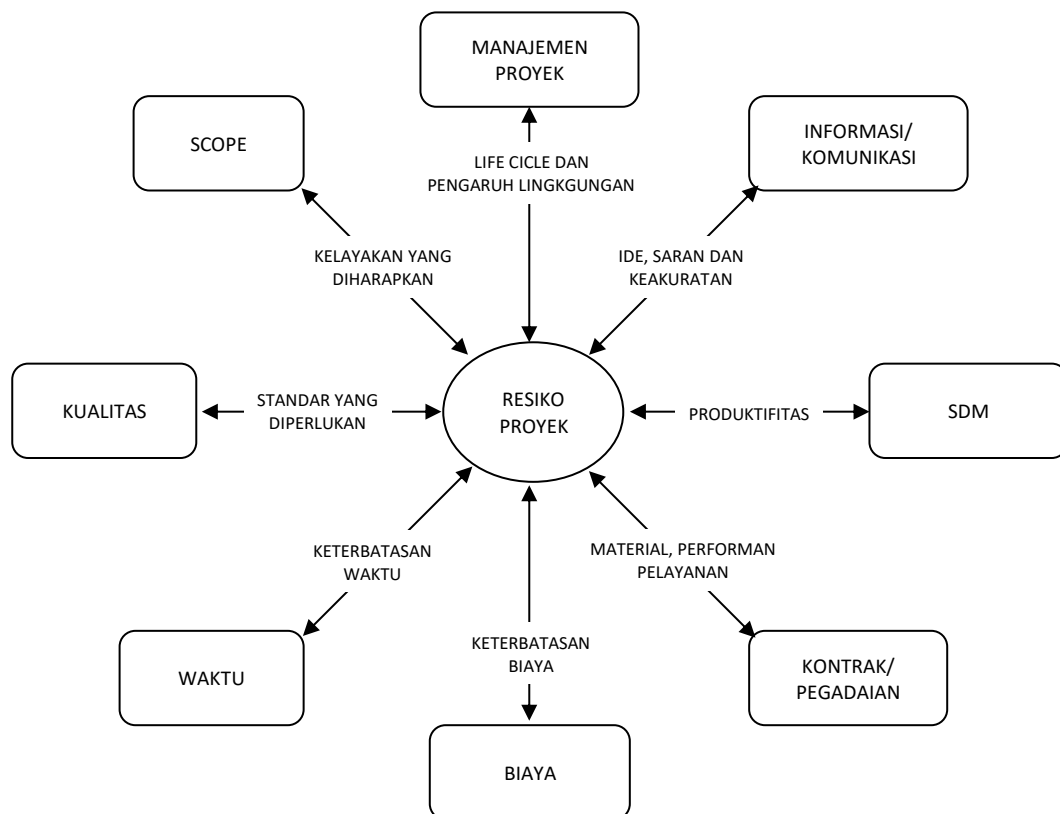 MANAJEMEN
PROYEK
SCOPE
INFORMASI/
KOMUNIKASI
LIFE CICLE DAN
PENGARUH LINGKGUNGAN
KELAYAKAN YANG
DIHARAPKAN
IDE, SARAN DAN
KEAKURATAN
KUALITAS
STANDAR YANG
DIPERLUKAN
RESIKO
PROYEK
PRODUKTIFITAS
SDM
KETERBATASAN
WAKTU
MATERIAL, PERFORMAN
PELAYANAN
WAKTU
KETERBATASAN
BIAYA
KONTRAK/
PEGADAIAN
BIAYA